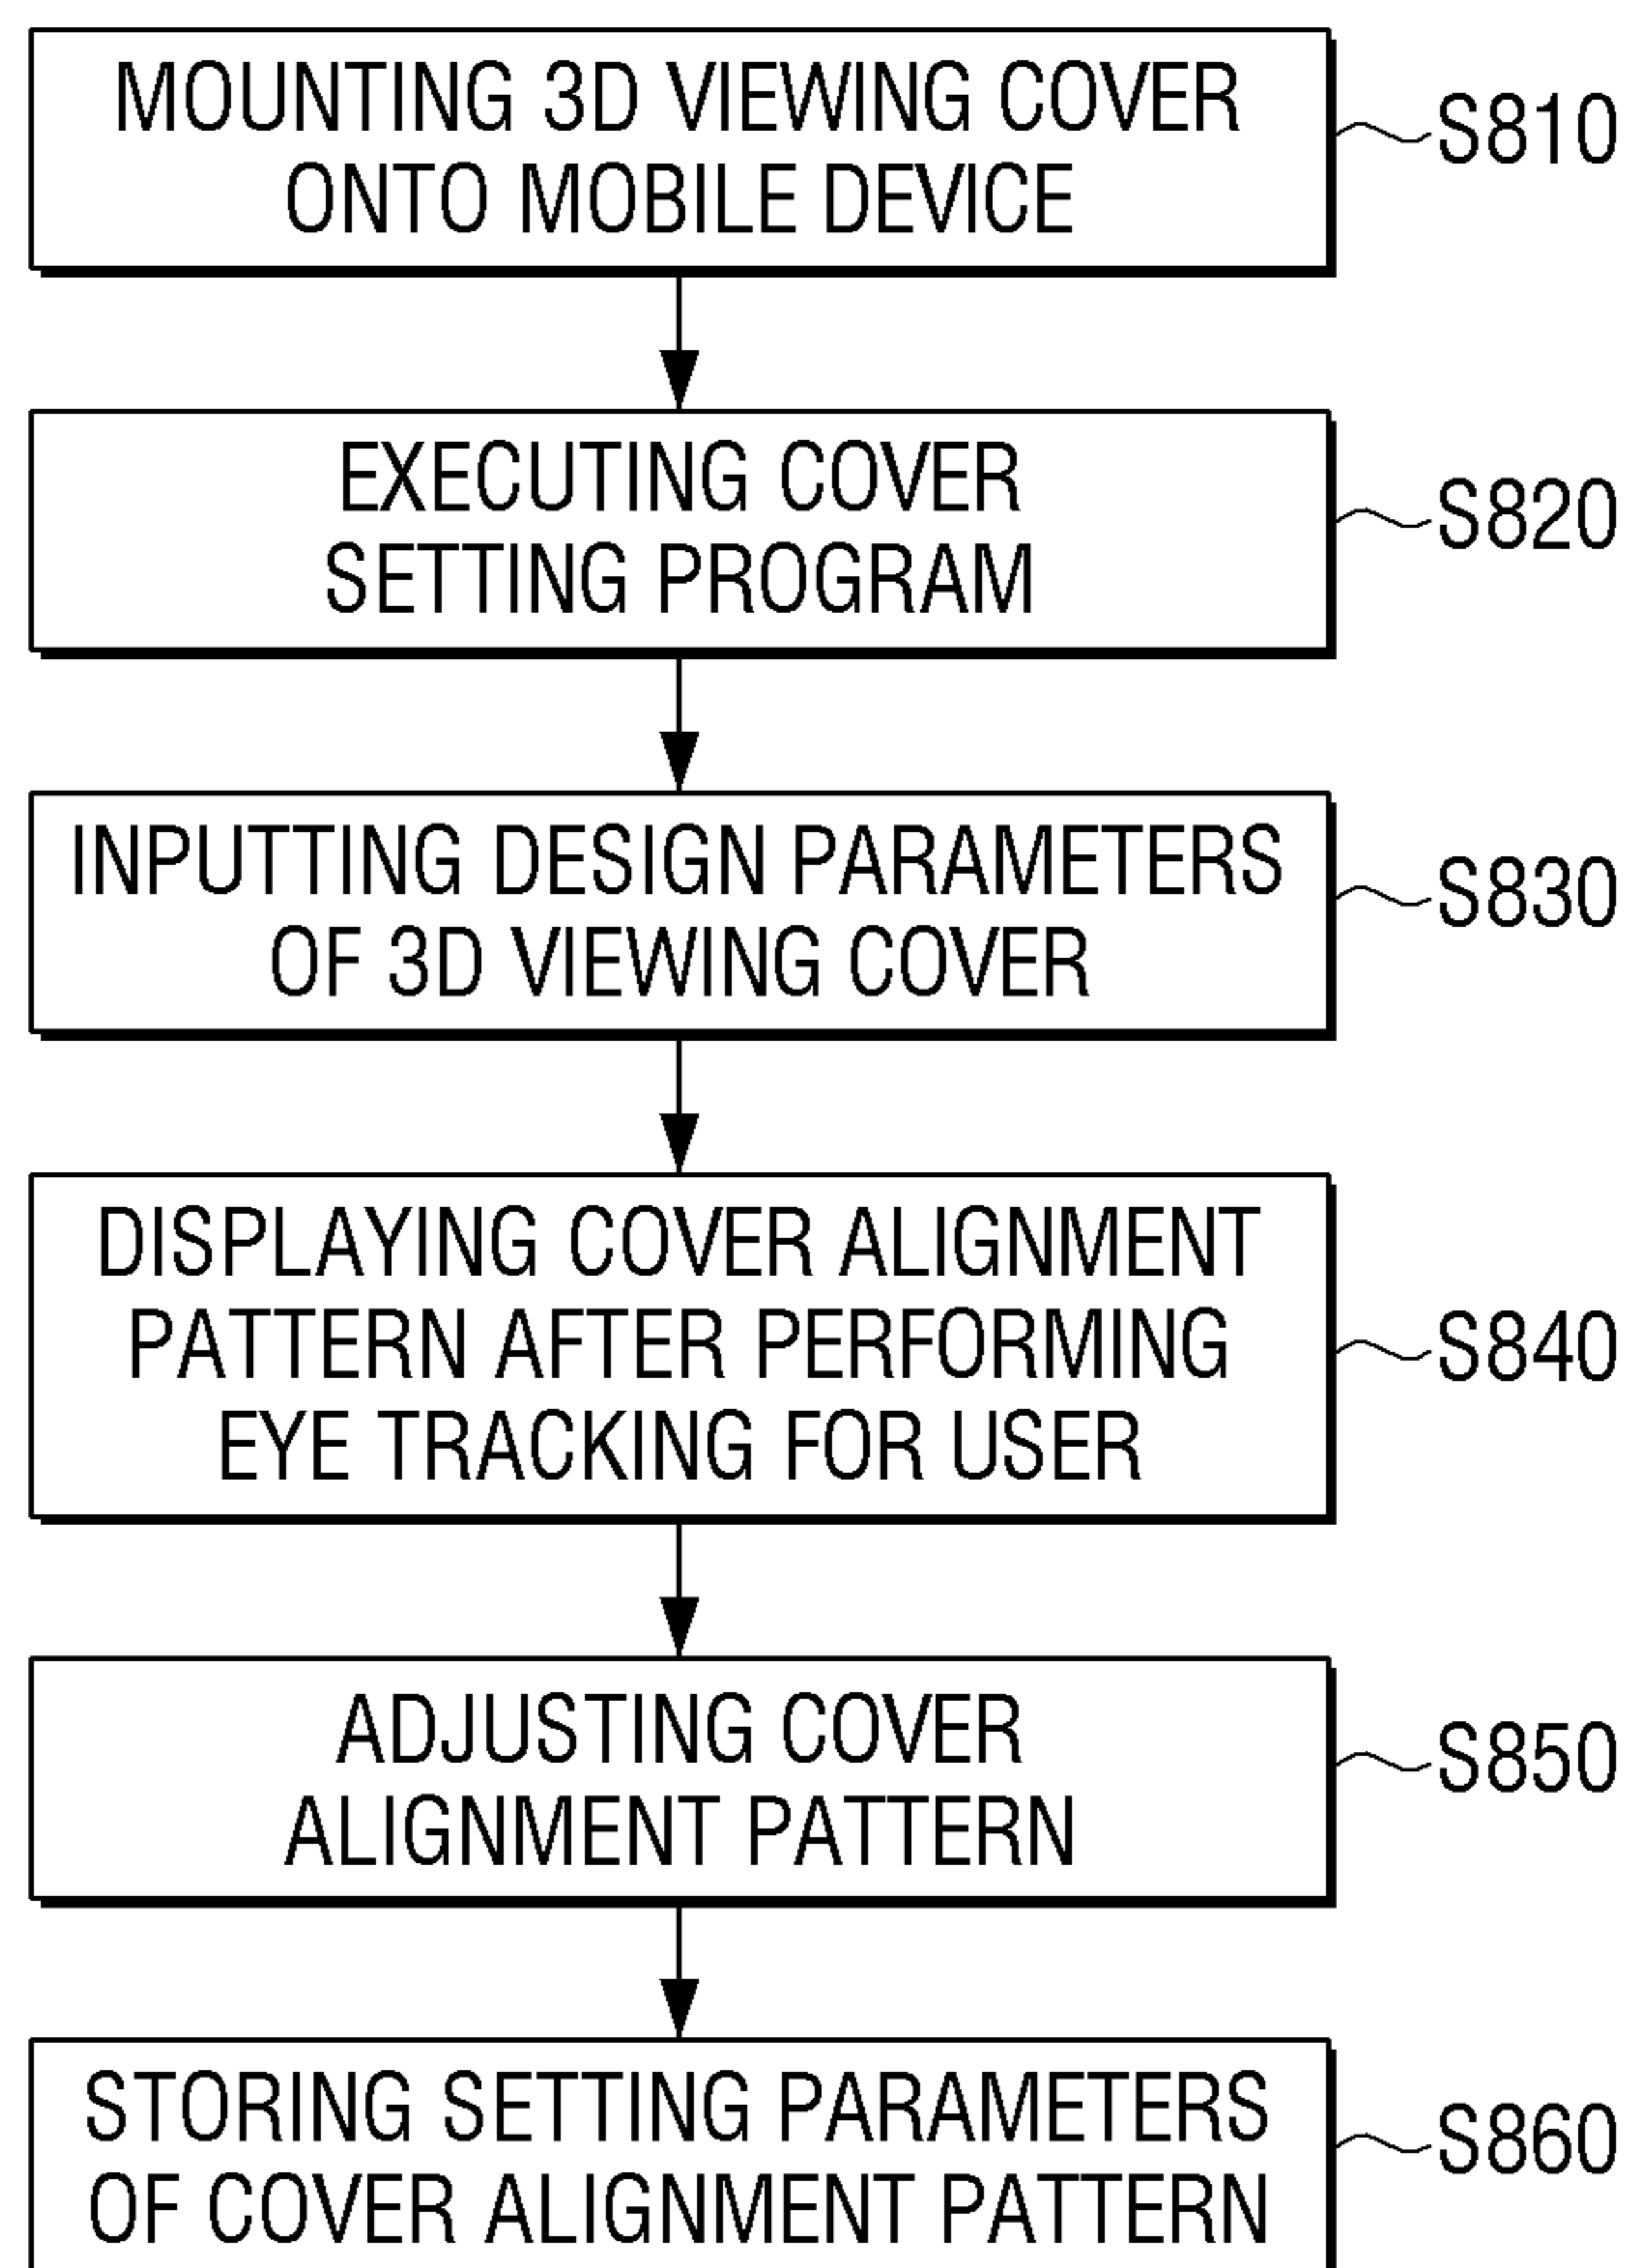 MOUNTING 3D VIEWING COVER
ONTO MOBILE DEVICE
S810
EXECUTING COVER
SETTING PROGRAM
S820
INPUTTING DESIGN PARAMETERS
OF 3D VIEWING COVER
S830
DISPLAYING COVER ALIGNMENT
PATTERN AFTER PERFORMING
EYE TRACKING FOR USER
S840
ADJUSTING COVER
ALIGNMENT PATTERN
S850
STORING SETTING PARAMETERS
OF COVER ALIGNMENT PATTERN
S860